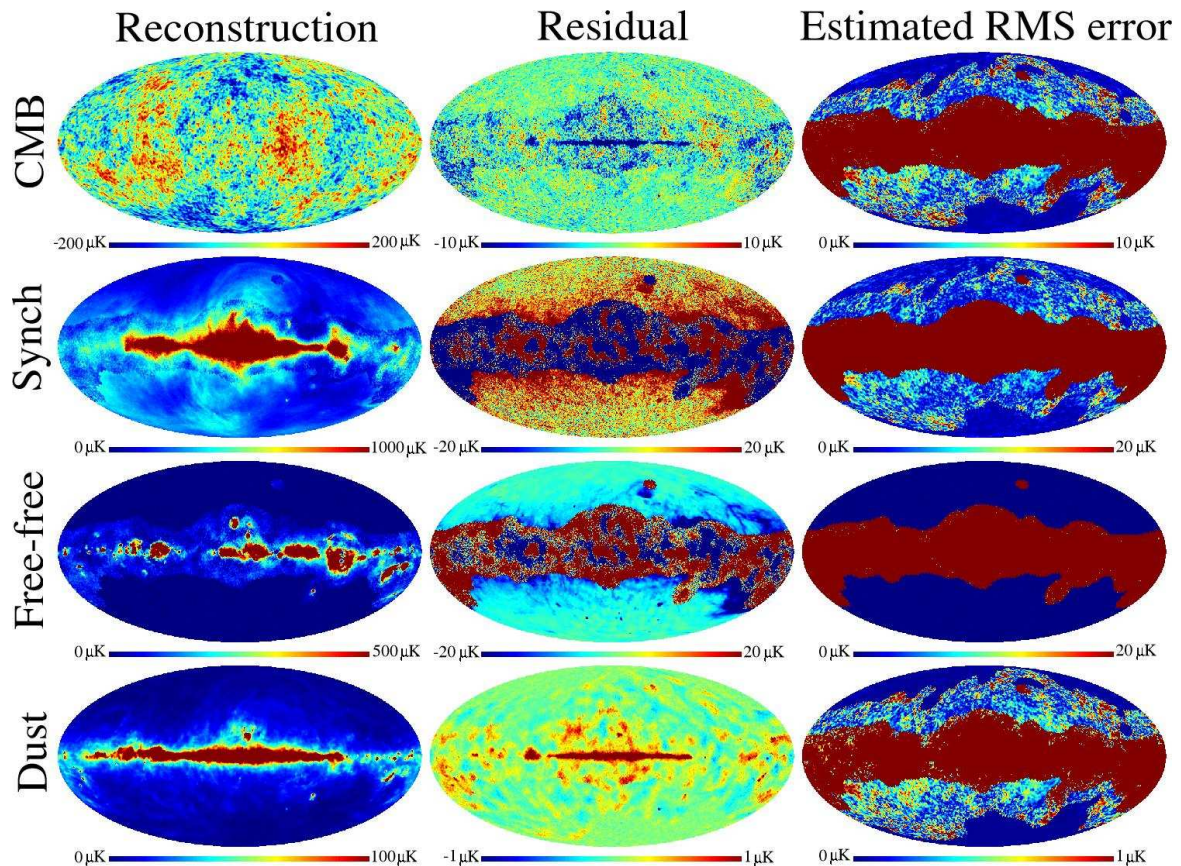 Reconstruction Residual Estimated RMS error
CMB
-200 μK 200 μK -10 μK 10 μK 0 μK 10 μK
Synch
0 μK 1000 μK -20 μK 20 μK 0 μK 20 μK
Free-free
0 μK 500 μK -20 μK 20 μK 0 μK 20 μK
Dust
0 μK 100 μK -1 μK 1 μK 0 μK 1 μK